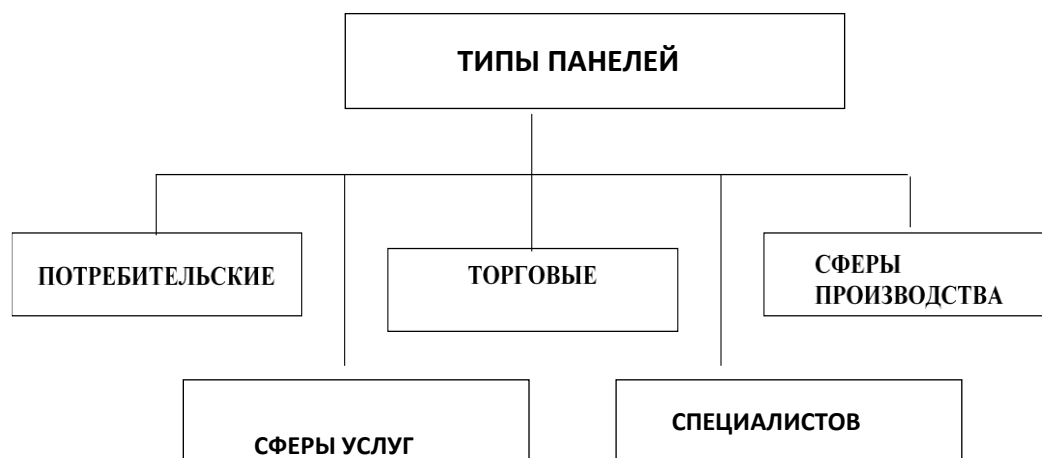 ТИПЫ ПАНЕЛЕЙ
ПОТРЕБИТЕЛЬСКИЕ
ТОРГОВЫЕ
СФЕРЫ
ПРОИЗВОДСТВА
СФЕРЫ УСЛУГ
СПЕЦИАЛИСТОВ